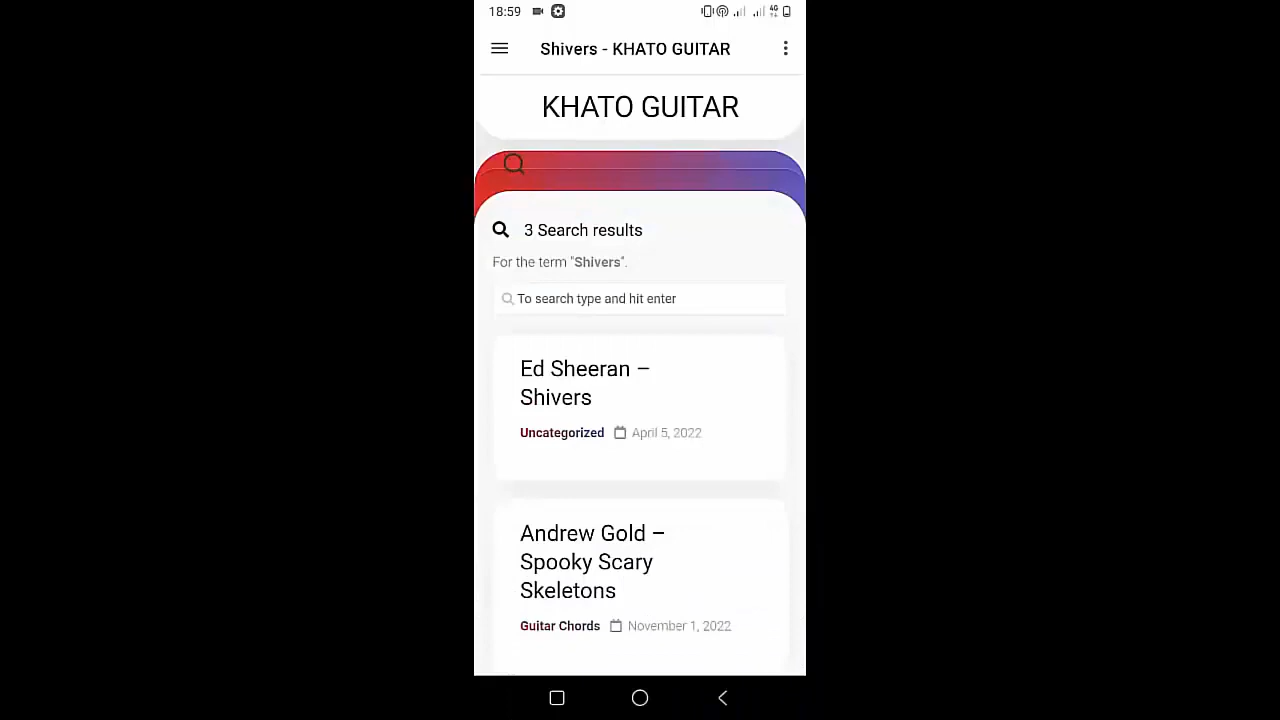 18:59
4G
Shivers - KHATO GUITAR
KHATO GUITAR
3 Search results
For the term "Shivers".
To search type and hit enter
Ed Sheeran –
Shivers
Uncategorized April 5, 2022
Andrew Gold –
Spooky Scary
Skeletons
Guitar Chords November 1, 2022